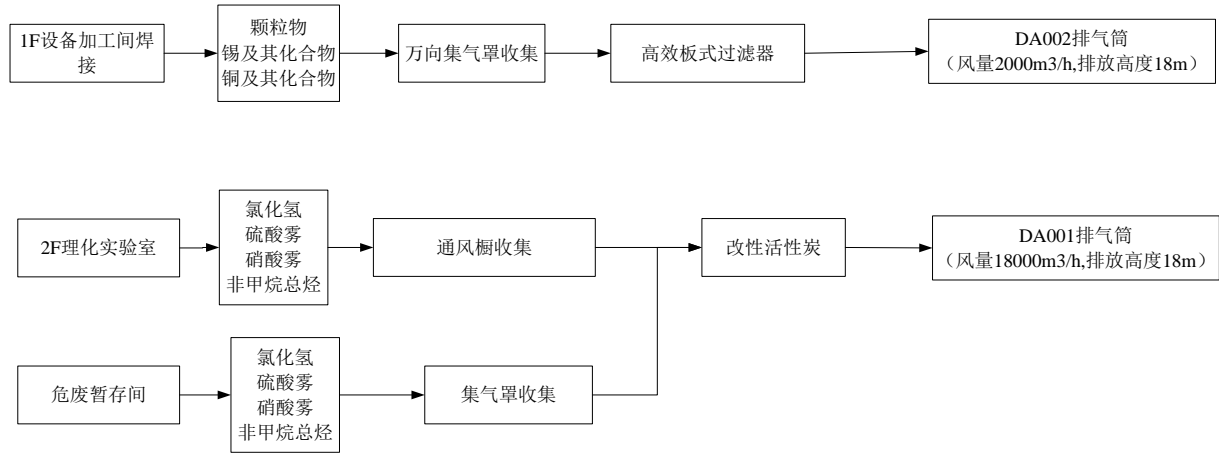 1F设备加工间焊
接
颗粒物
锡及其化合物
铜及其化合物
万向集气罩收集
高效板式过滤器
DA002排气筒
（风量2000m3/h,排放高度18m）
2F理化实验室
氯化氢
硫酸雾
硝酸雾
非甲烷总烃
通风橱收集
改性活性炭
DA001排气筒
（风量18000m3/h,排放高度18m）
危废暂存间
氯化氢
硫酸雾
硝酸雾
非甲烷总烃
集气罩收集